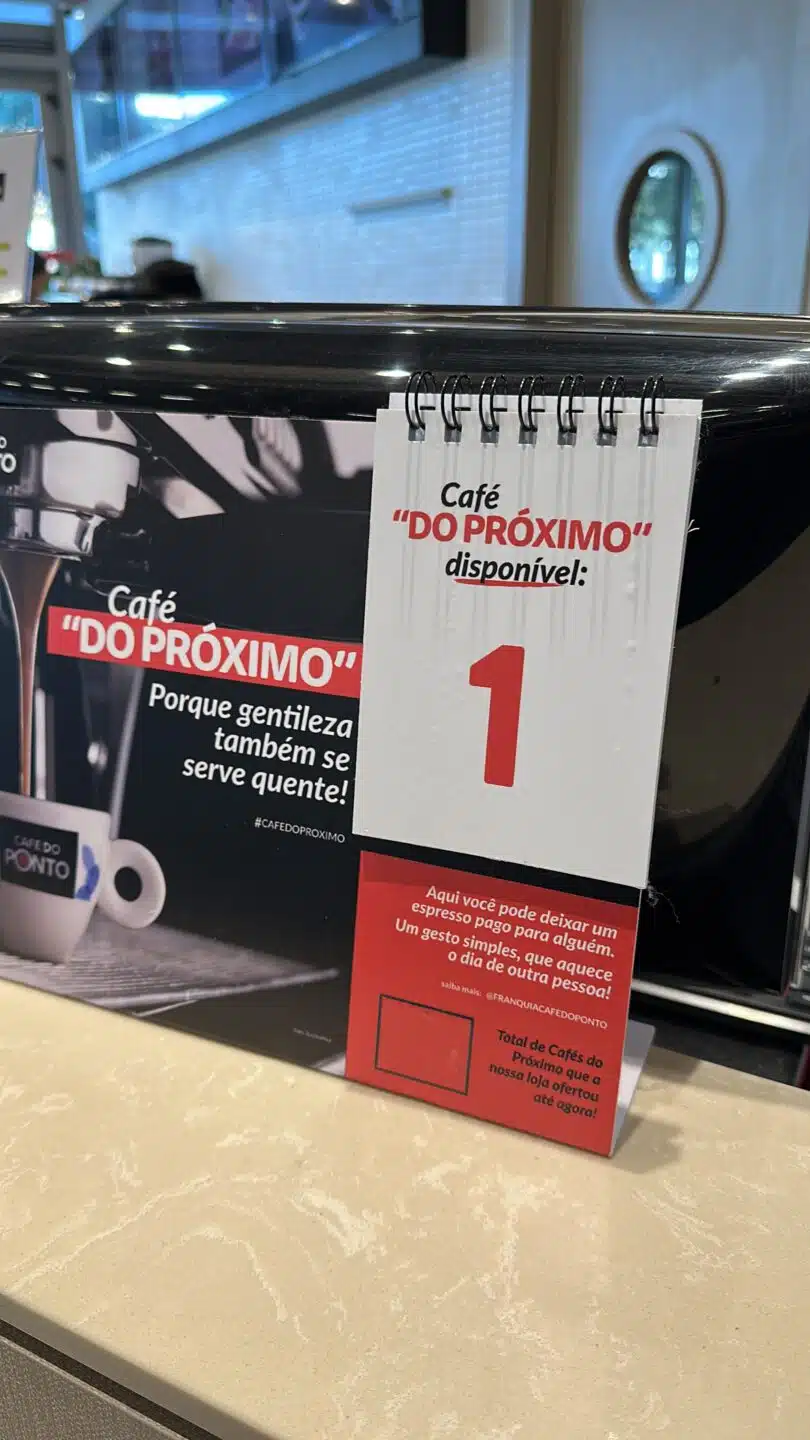 Café
“DO PRÓXIMO”
Porque gentileza
também se
serve quente!
#CAFEDOPROXIMO
CAFE DO
PONTO
Café
“DO PRÓXIMO”
disponível:
1
Aqui você pode deixar um
espresso pago para alguém.
Um gesto simples, que aquece
o dia de outra pessoa!
saiba mais: @FRANQUIACAFEDOPONTO
Total de Cafés do
Próximo que a
nossa loja ofertou
até agora!